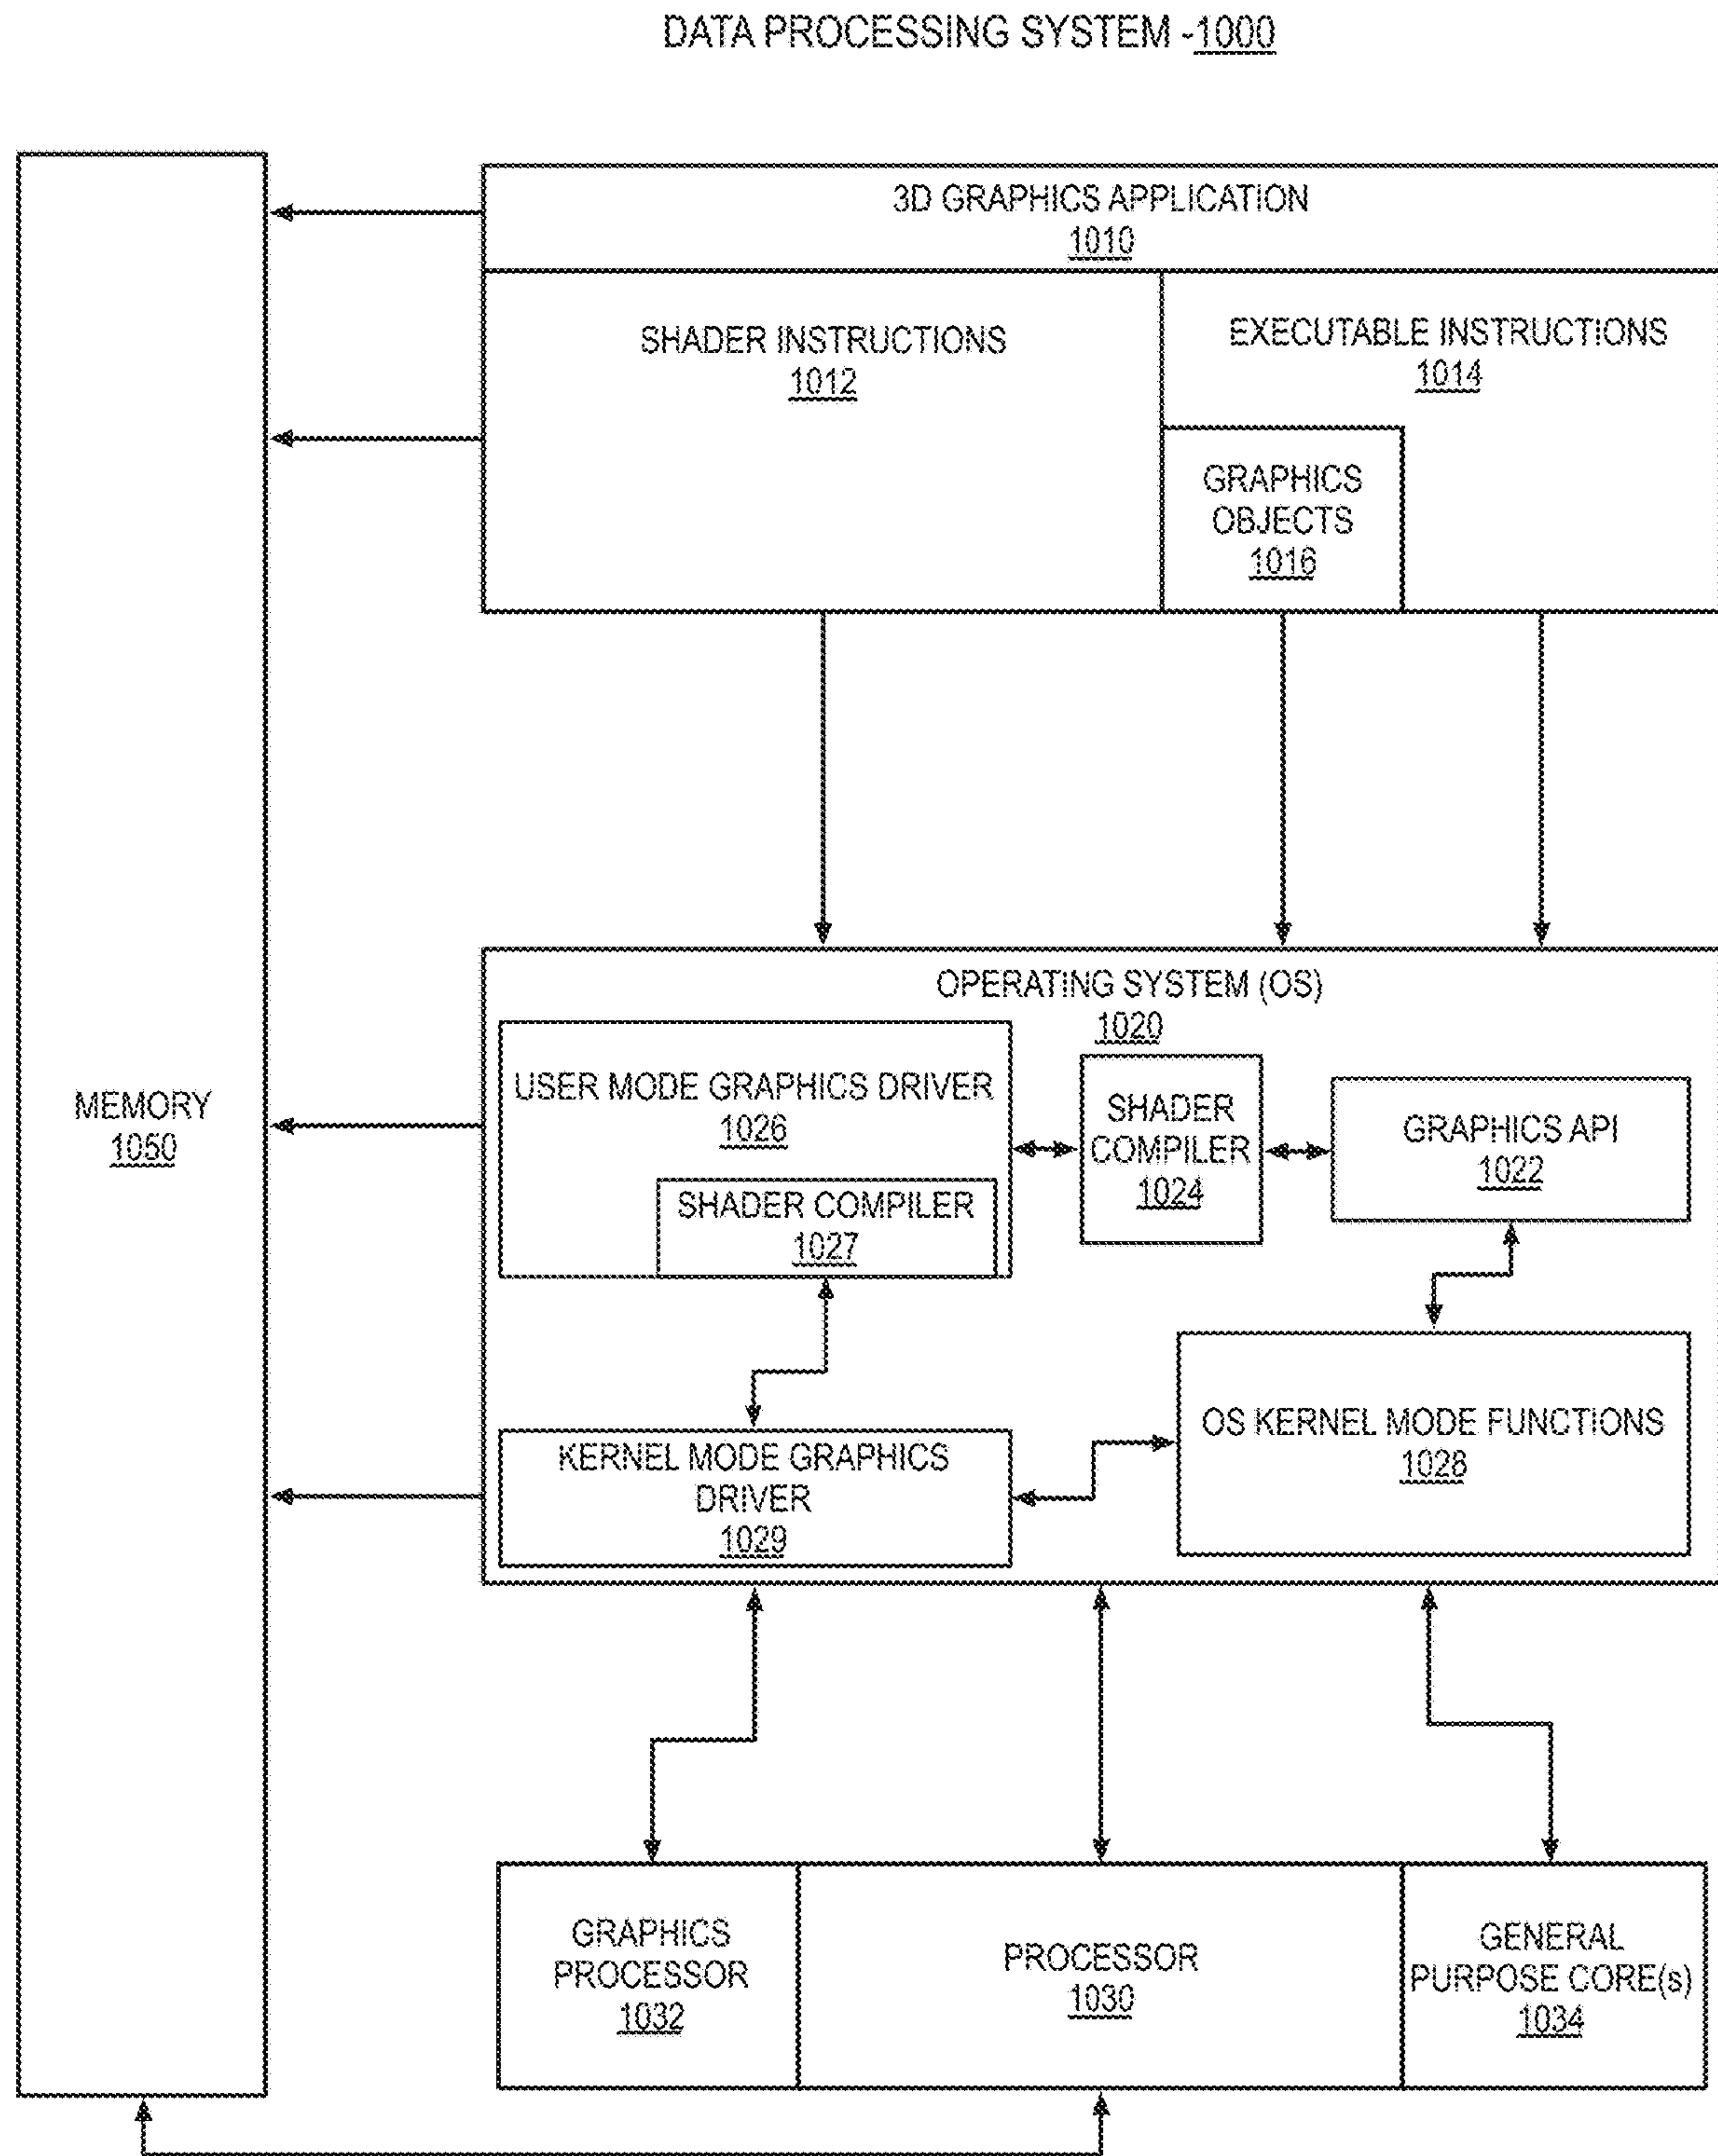 DATA PROCESSING SYSTEM -1000
3D GRAPHICS APPLICATION
1010
SHADER INSTRUCTIONS
1012
EXECUTABLE INSTRUCTIONS
1014
GRAPHICS
OBJECTS
1016
MEMORY
1050
OPERATING SYSTEM (OS)
1020
USER MODE GRAPHICS DRIVER
1026
SHADER COMPILER
1027
SHADER
COMPILER
1024
GRAPHICS API
1022
KERNEL MODE GRAPHICS
DRIVER
1029
OS KERNEL MODE FUNCTIONS
1028
GRAPHICS
PROCESSOR
1032
PROCESSOR
1030
GENERAL
PURPOSE CORE(s)
1034